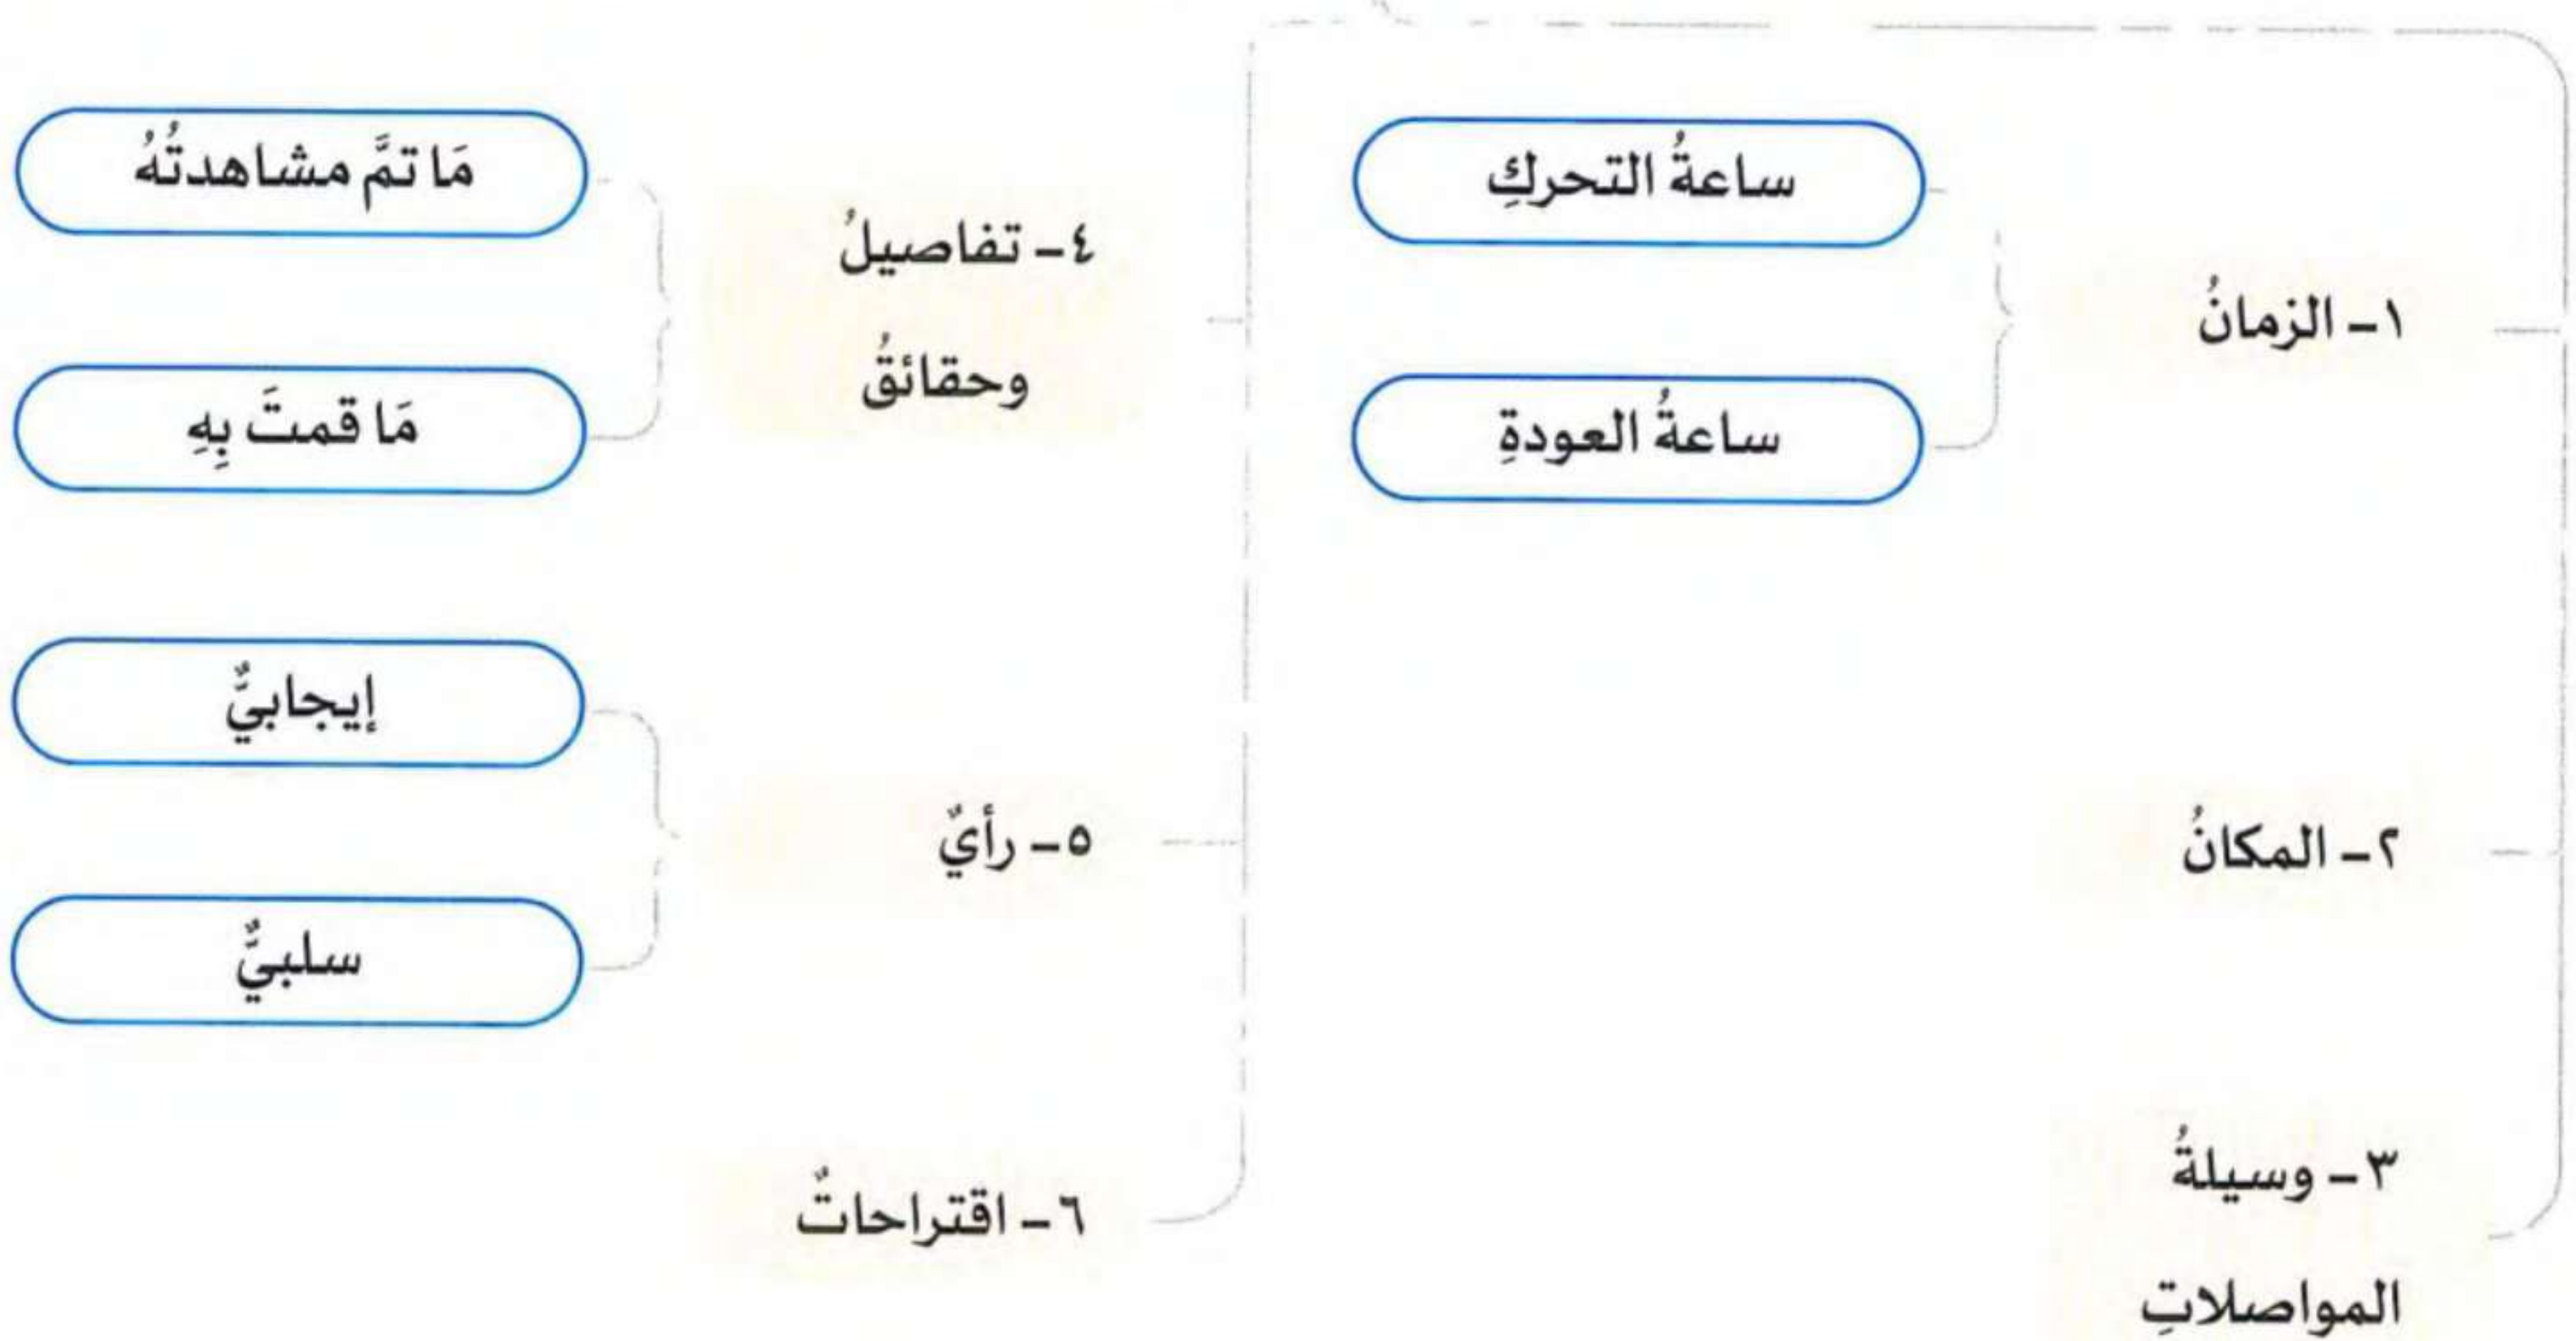 ١- الزمانُ
ساعةُ التحركِ
ساعةُ العودةِ
٢- المكانُ
٣- وسيلةُ
المواصلاتِ
٤- تفاصيلُ
وحقائقُ
مَا تمَّ مشاهدتُهُ
مَا قمتَ بِهِ
٥- رأيٌ
إيجابيٌّ
سلبيٌّ
٦- اقتراحاتٌ